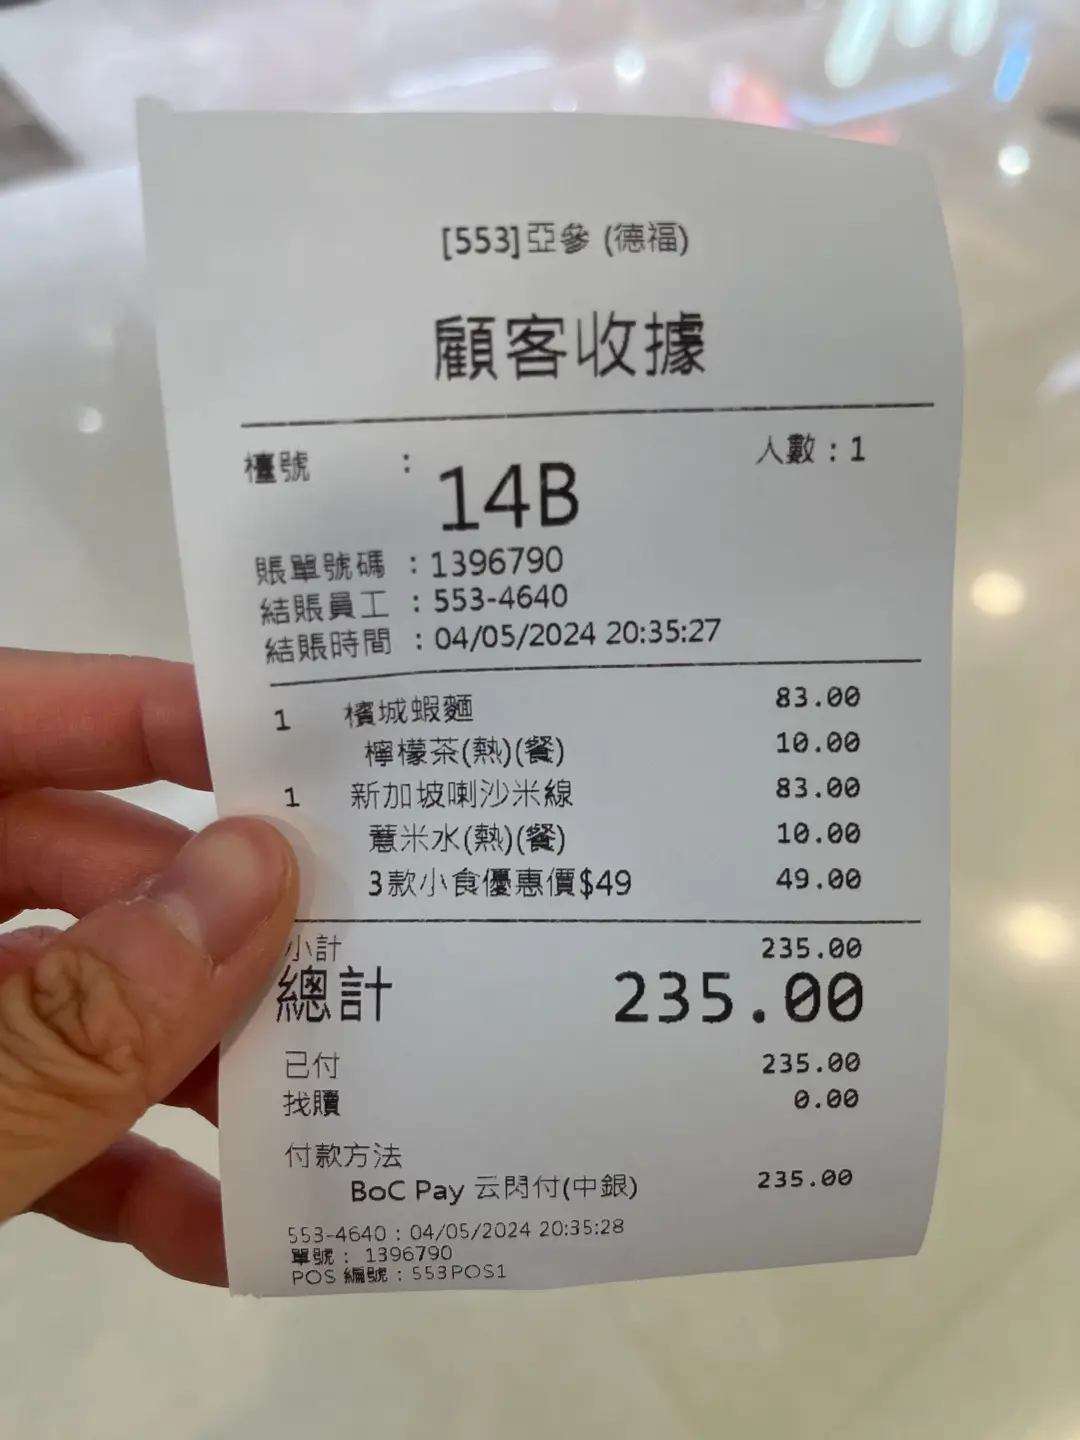 [553]亞參 (德福)
顧客收據
檯號 : 14B 人數：1
賬單號碼 : 1396790
結賬員工 : 553-4640
結賬時間 : 04/05/2024 20:35:27
1 檳城蝦麵 83.00
檸檬茶(熱)(餐) 10.00
1 新加坡喇沙米線 83.00
薏米水(熱)(餐) 10.00
3款小食優惠價$49 49.00
小計 235.00
總計 235.00
已付 235.00
找贖 0.00
付款方法
BoC Pay 云閃付(中銀) 235.00
553-4640 : 04/05/2024 20:35:28
單號 : 1396790
POS 編號 : 553POS1